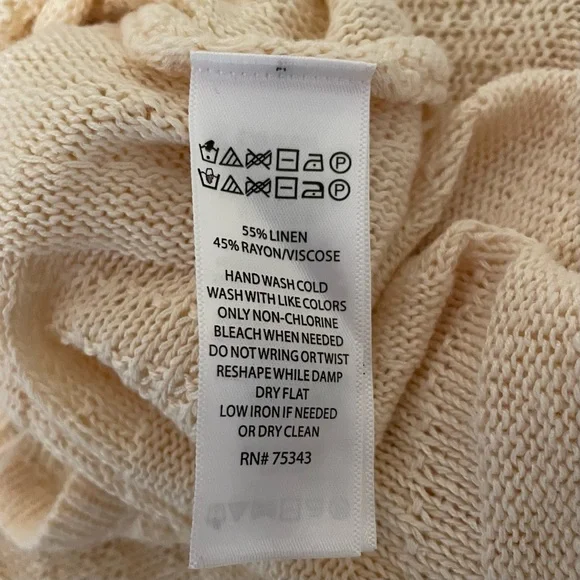 55% LINEN
45% RAYON/VISCOSE
HAND WASH COLD
WASH WITH LIKE COLORS
ONLY NON-CHLORINE
BLEACH WHEN NEEDED
DO NOT WRING OR TWIST
RESHAPE WHILE DAMP
DRY FLAT
LOW IRON IF NEEDED
OR DRY CLEAN
RN# 75343